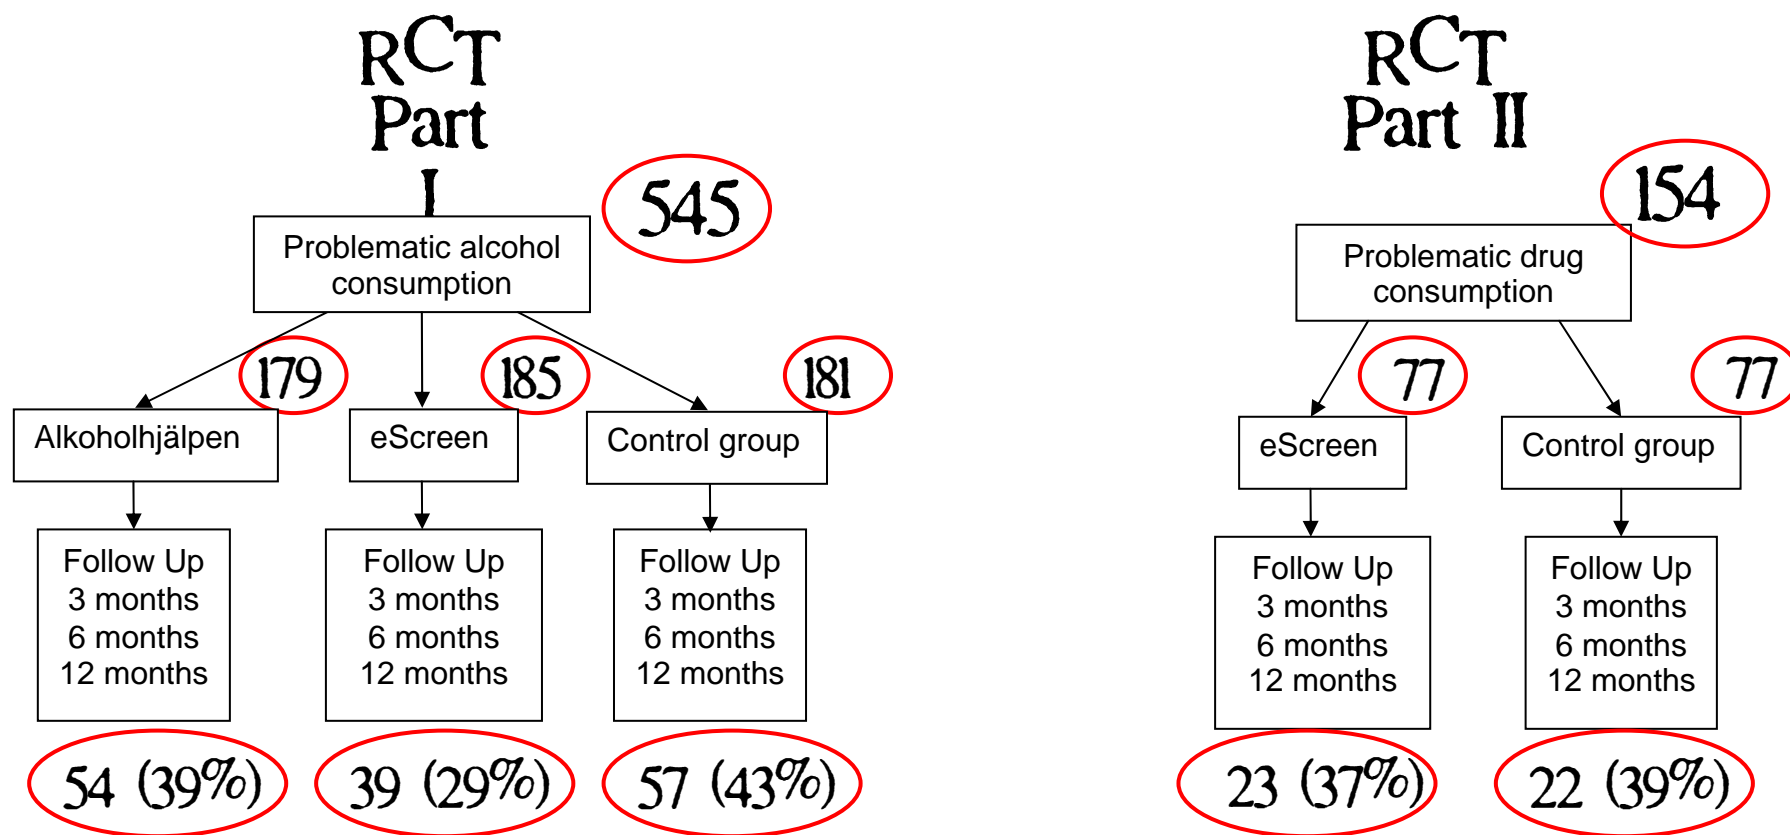 RCT
Part
I
545
Problematic alcohol
consumption
179
185
181
Alkoholhjälpen
eScreen
Control group
Follow Up
3 months
6 months
12 months
Follow Up
3 months
6 months
12 months
Follow Up
3 months
6 months
12 months
54 (39%)
39 (29%)
57 (43%)
RCT
Part II
154
Problematic drug
consumption
77
77
eScreen
Control group
Follow Up
3 months
6 months
12 months
Follow Up
3 months
6 months
12 months
23 (37%)
22 (39%)